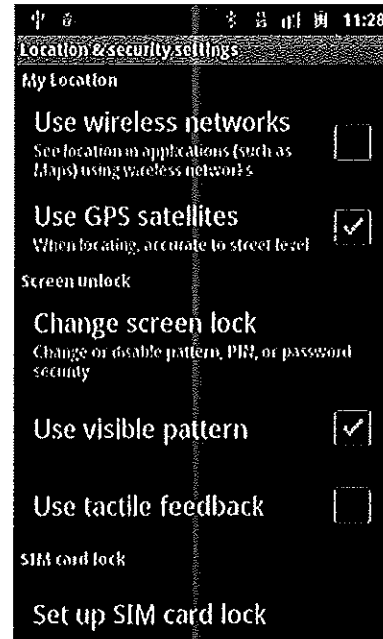 11:28
Location & security settings
My Location
Use wireless networks
See location in applications (such as
Maps) using wireless networks
Use GPS satellites
When locating, accurate to street level
Screen unlock
Change screen lock
Change or disable pattern, PIN, or password
security
Use visible pattern
Use tactile feedback
SIM card lock
Set up SIM card lock